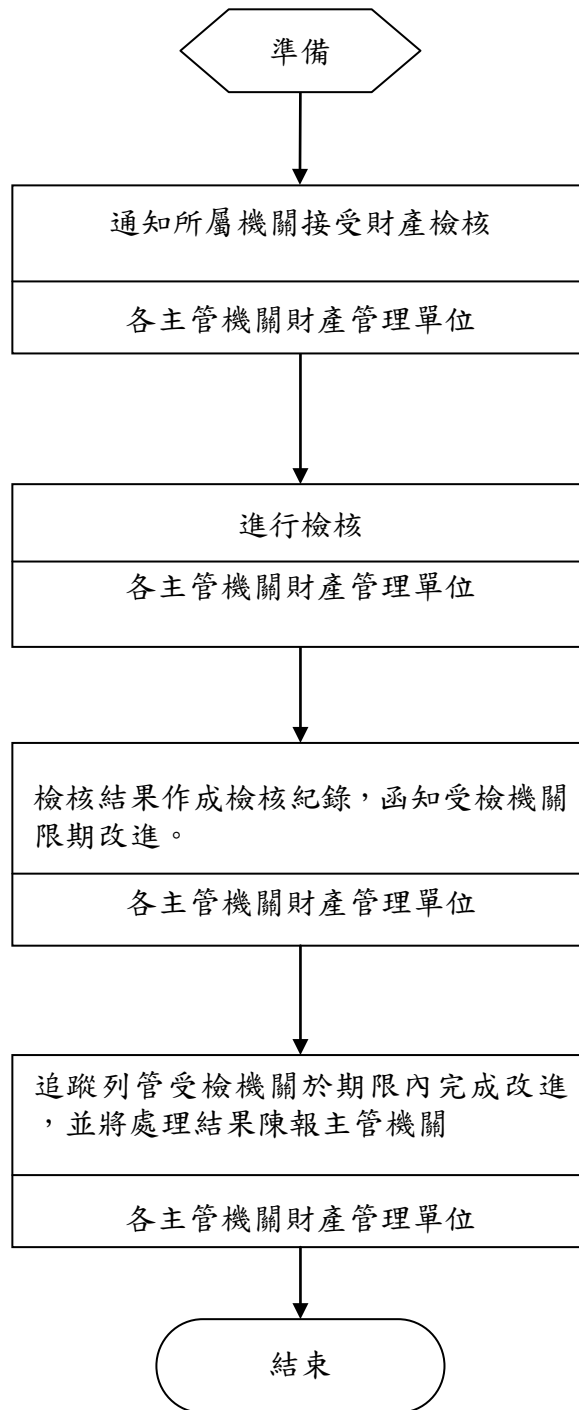 準備
通知所屬機關接受財產檢核
各主管機關財產管理單位
進行檢核
各主管機關財產管理單位
檢核結果作成檢核紀錄，函知受檢機關
限期改進。
各主管機關財產管理單位
追蹤列管受檢機關於期限內完成改進
，並將處理結果陳報主管機關
各主管機關財產管理單位
結束